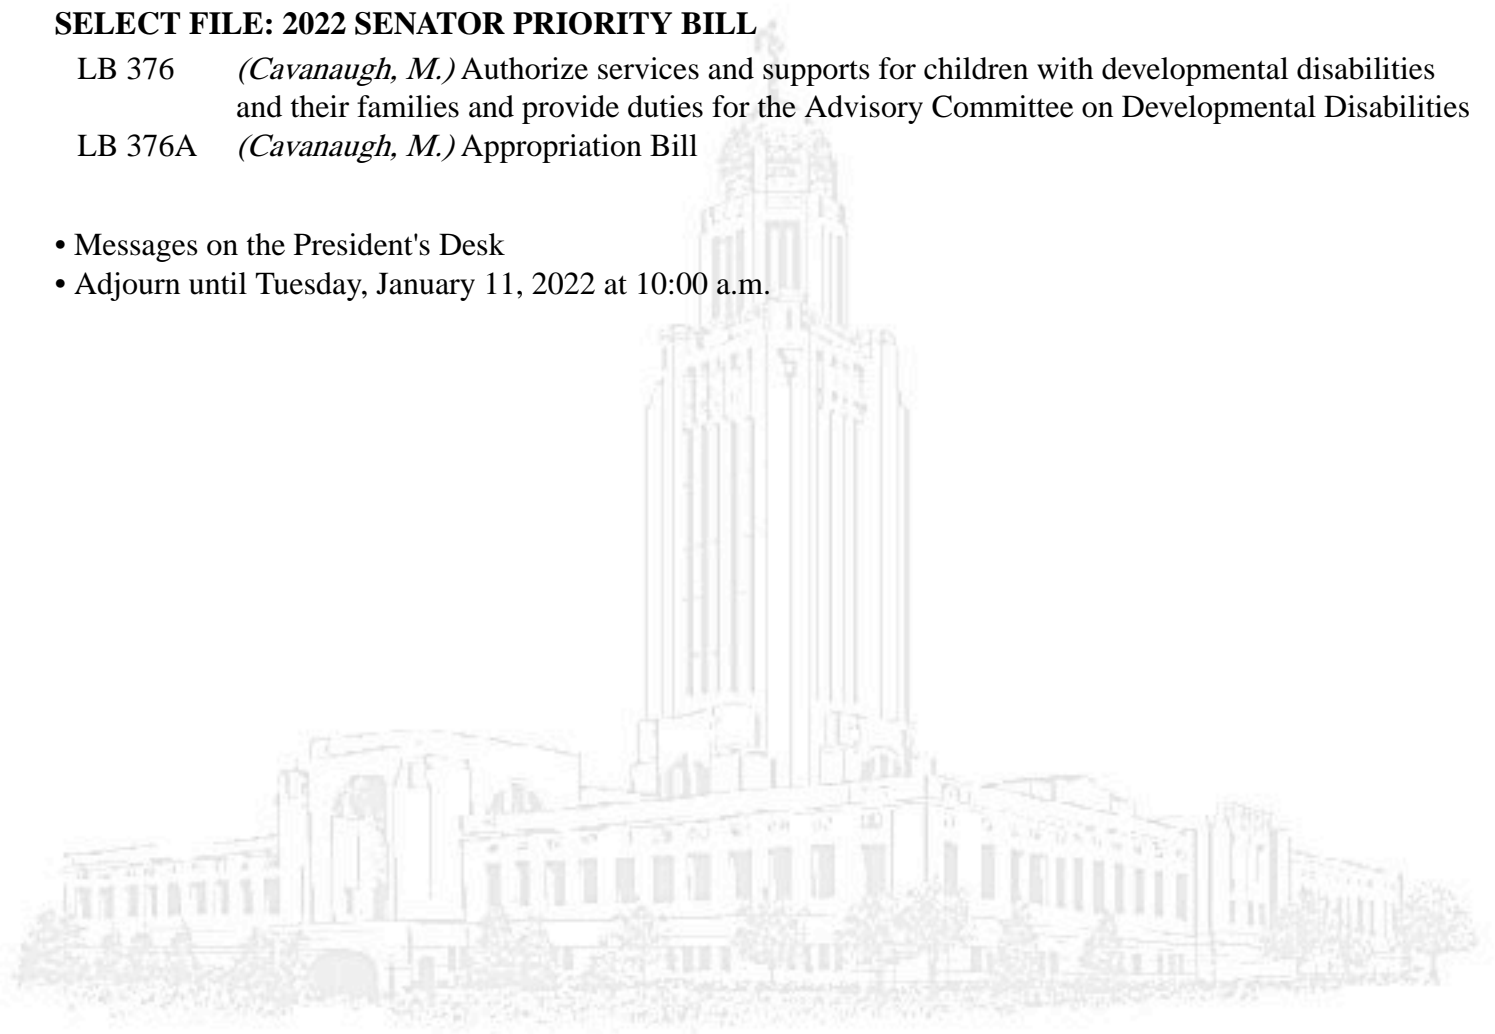 SELECT FILE: 2022 SENATOR PRIORITY BILL
LB 376 (Cavanaugh, M.) Authorize services and supports for children with developmental disabilities
and their families and provide duties for the Advisory Committee on Developmental Disabilities
LB 376A (Cavanaugh, M.) Appropriation Bill
• Messages on the President's Desk
• Adjourn until Tuesday, January 11, 2022 at 10:00 a.m.